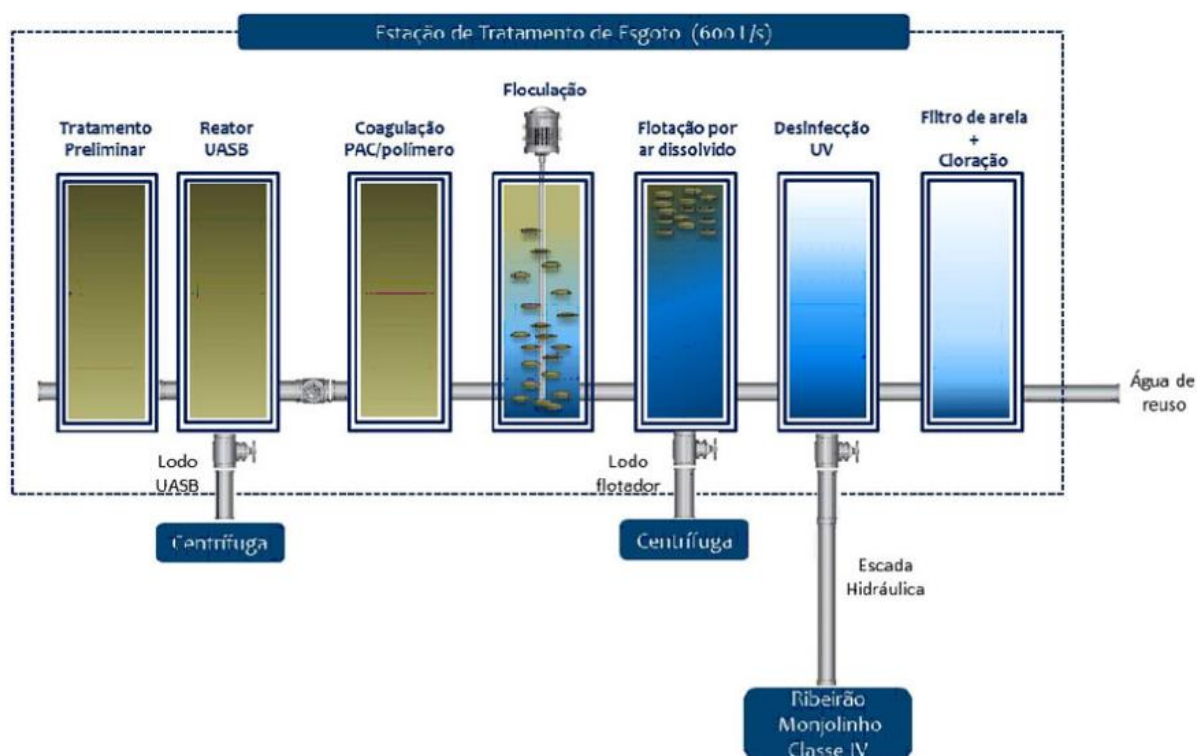 Estação de Tratamento de Esgoto (600 L/s)
Tratamento
Preliminar
Reator
UASB
Coagulação
PAC/polímero
Floculação
Flotação por
ar dissolvido
Desinfecção
UV
Filtro de areia
+
Cloração
Água de
reuso
Lodo
UASB
Lodo
flotador
Centrífuga
Centrífuga
Escada
Hidráulica
Ribeirão
Monjolinho
Classe IV